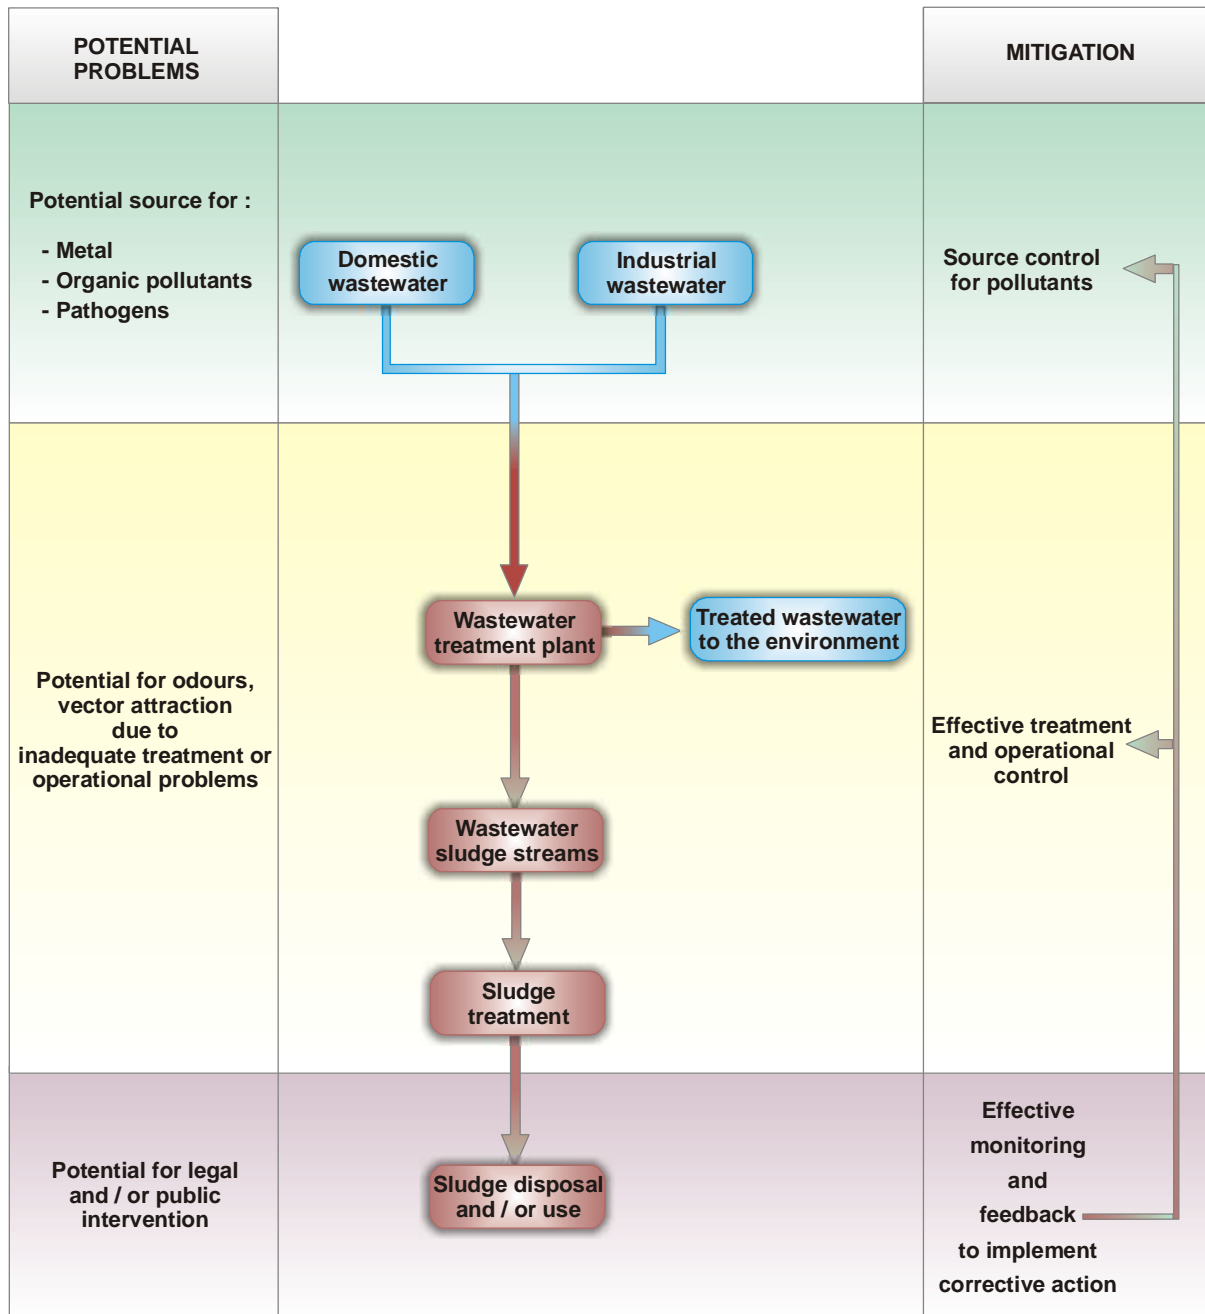 POTENTIAL
PROBLEMS
MITIGATION
Potential source for :
- Metal
- Organic pollutants
- Pathogens
Domestic
wastewater
Industrial
wastewater
Source control
for pollutants
Potential for odours,
vector attraction
due to
inadequate treatment or
operational problems
Wastewater
treatment plant
Treated wastewater
to the environment
Wastewater
sludge streams
Sludge
treatment
Effective treatment
and operational
control
Potential for legal
and / or public
intervention
Sludge disposal
and / or use
Effective
monitoring
and
feedback
to implement
corrective action